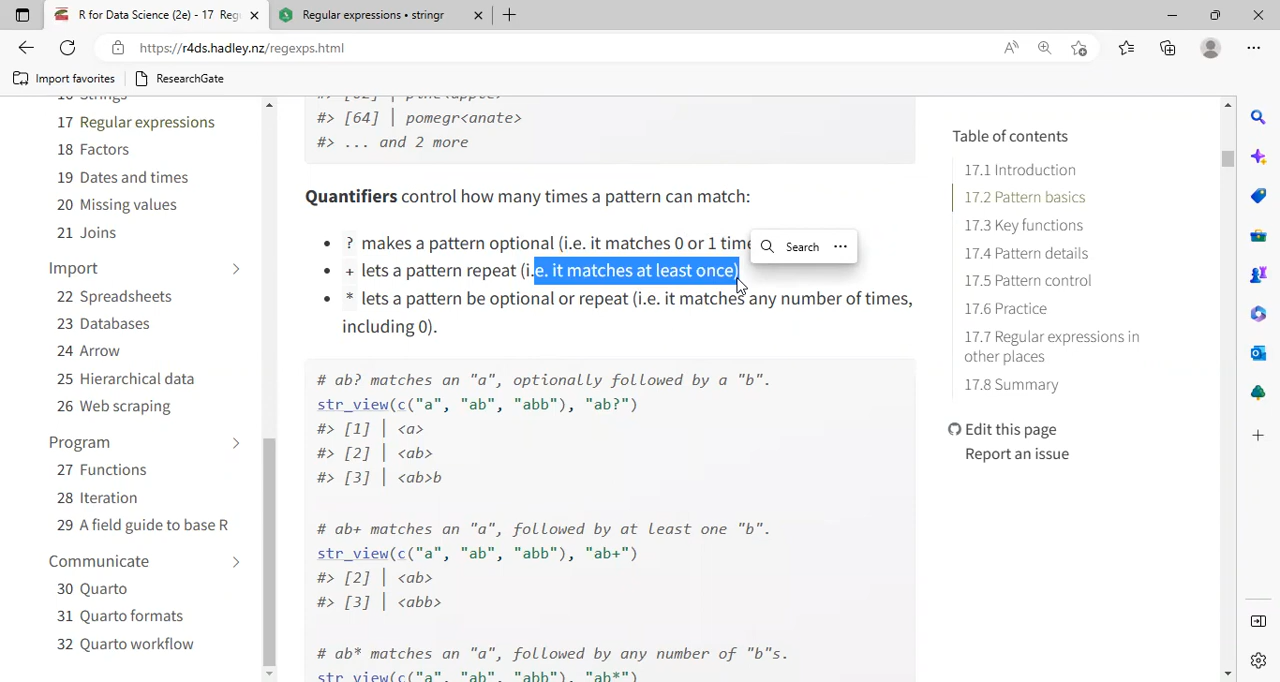 R for Data Science (2e) - 17 Reg
Regular expressions • stringr
https://r4ds.hadley.nz/regexps.html
Import favorites
ResearchGate
16 Strings
17 Regular expressions
18 Factors
19 Dates and times
20 Missing values
21 Joins
Import
22 Spreadsheets
23 Databases
24 Arrow
25 Hierarchical data
26 Web scraping
Program
27 Functions
28 Iteration
29 A field guide to base R
Communicate
30 Quarto
31 Quarto formats
32 Quarto workflow
#> [64] | pomegr<anate>
#> ... and 2 more
Quantifiers control how many times a pattern can match:
? makes a pattern optional (i.e. it matches 0 or 1 time
Search ...
+ lets a pattern repeat (i.e. it matches at least once)
* lets a pattern be optional or repeat (i.e. it matches any number of times,
including 0).
# ab? matches an "a", optionally followed by a "b".
str_view(c("a", "ab", "abb"), "ab?")
#> [1] | <a>
#> [2] | <ab>
#> [3] | <ab>b
# ab+ matches an "a", followed by at least one "b".
str_view(c("a", "ab", "abb"), "ab+")
#> [2] | <ab>
#> [3] | <abb>
# ab* matches an "a", followed by any number of "b"s.
str_view(c("a", "ab", "abb"), "ab*")
Table of contents
17.1 Introduction
17.2 Pattern basics
17.3 Key functions
17.4 Pattern details
17.5 Pattern control
17.6 Practice
17.7 Regular expressions in
other places
17.8 Summary
Edit this page
Report an issue